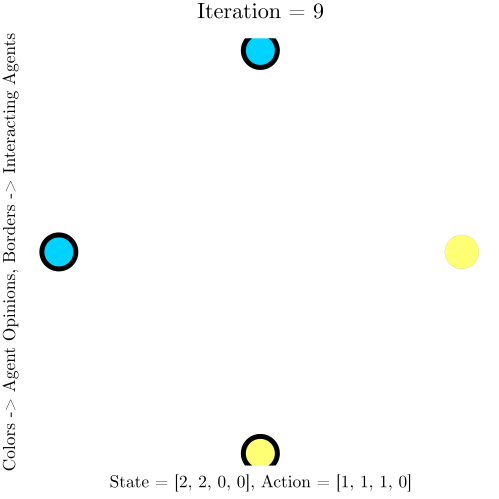 Iteration = 9
Colors -> Agent Opinions, Borders -> Interacting Agents
State = [2, 2, 0, 0], Action = [1, 1, 1, 0]